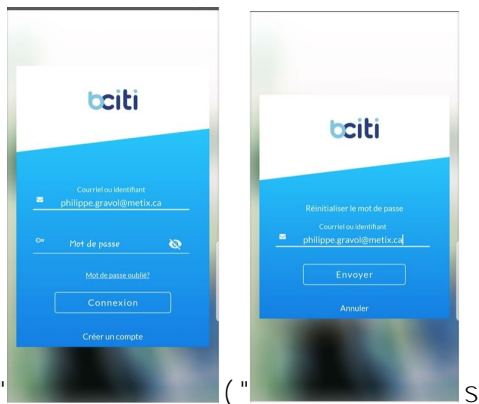 bciti
Courriel ou identifiant
philippe.gravol@metix.ca
Mot de passe
Mot de passe oublié?
Connexion
Créer un compte
"
( "
bciti
Réinitialiser le mot de passe
Courriel ou identifiant
philippe.gravol@metix.ca
Envoyer
Annuler
S